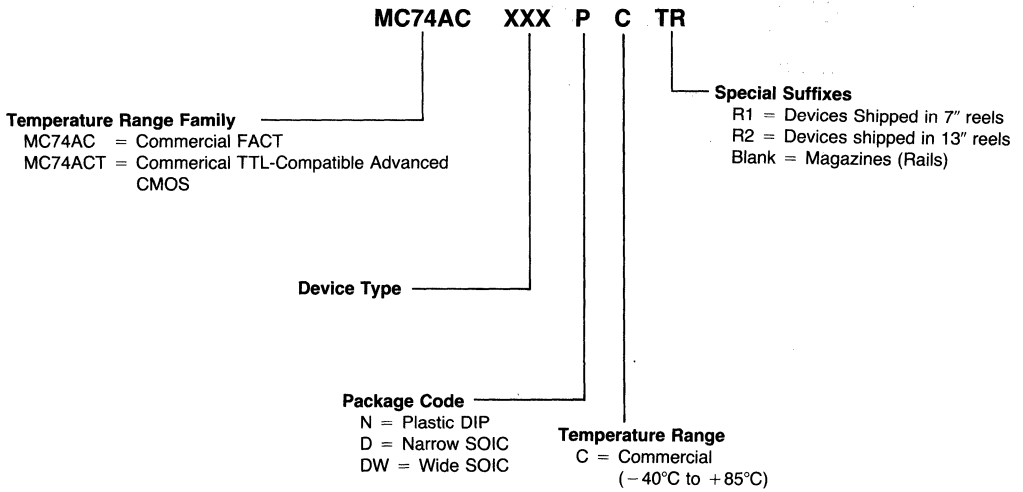 MC74AC XXX P C TR
Temperature Range Family
MC74AC = Commercial FACT
MC74ACT = Commerical TTL-Compatible Advanced
CMOS
Special Suffixes
R1 = Devices Shipped in 7″ reels
R2 = Devices shipped in 13″ reels
Blank = Magazines (Rails)
Device Type
Package Code
N = Plastic DIP
D = Narrow SOIC
DW = Wide SOIC
Temperature Range
C = Commercial
(−40°C to +85°C)